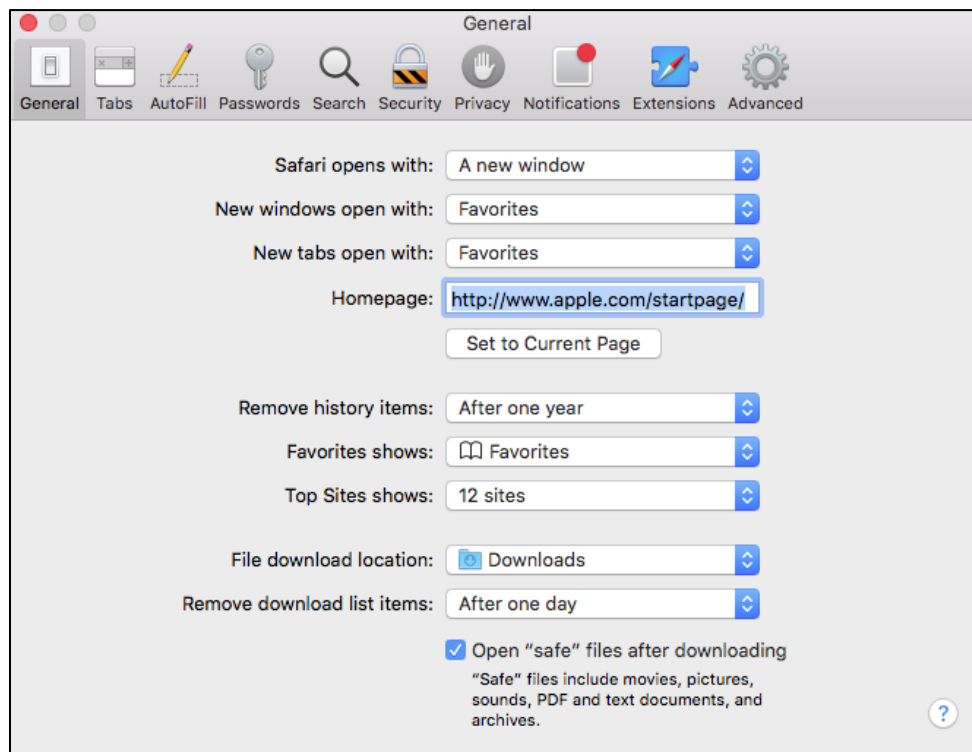 General
General Tabs AutoFill Passwords Search Security Privacy Notifications Extensions Advanced
Safari opens with: A new window
New windows open with: Favorites
New tabs open with: Favorites
Homepage: http://www.apple.com/startpage/
Set to Current Page
Remove history items: After one year
Favorites shows: Favorites
Top Sites shows: 12 sites
File download location: Downloads
Remove download list items: After one day
Open “safe” files after downloading
“Safe” files include movies, pictures,
sounds, PDF and text documents, and
archives.
?